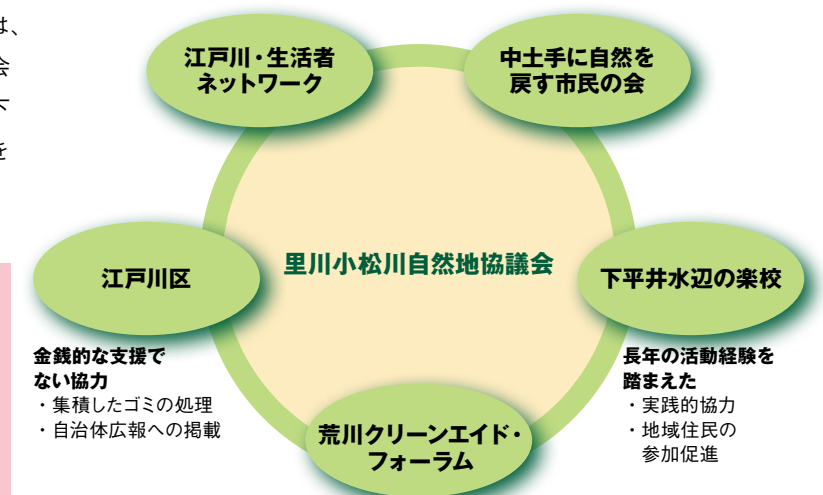 は、
会
を
江戸川・生活者
ネットワーク
中土手に自然を
戻す市民の会
里川小松川自然地協議会
江戸川区
下平井水辺の楽校
金銭的な支援で
ない協力
・集積したゴミの処理
・自治体広報への掲載
長年の活動経験を
踏まえた
・実践的協力
・地域住民の
参加促進
荒川クリーンエイド・
フォーラム